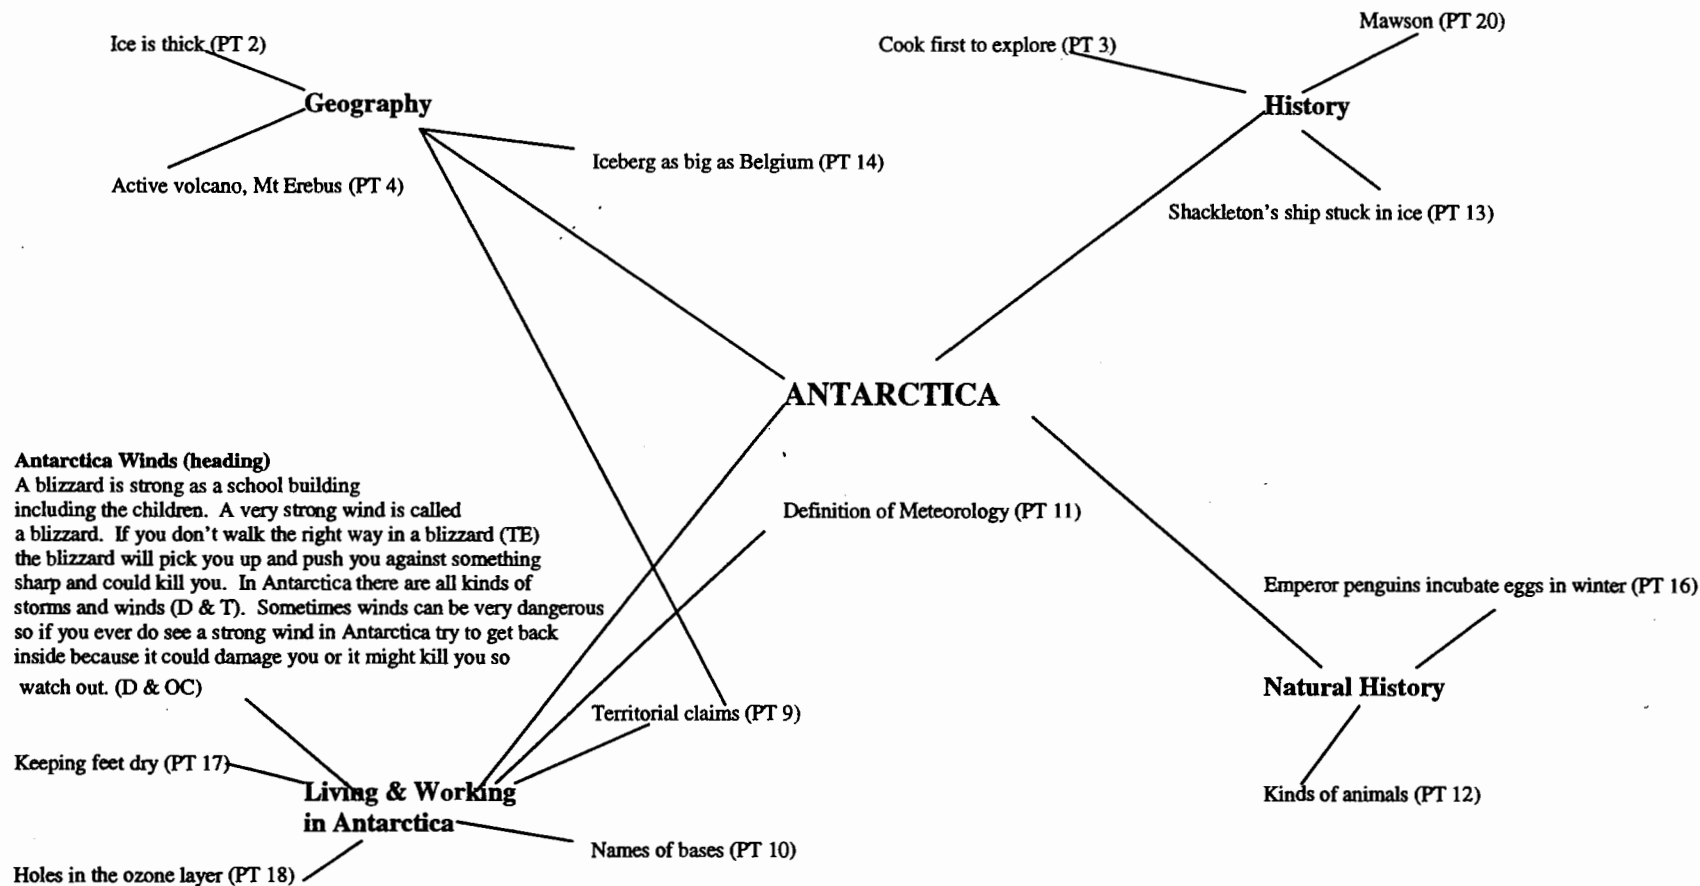 Mawson (PT 20)
Ice is thick (PT 2)
Cook first to explore (PT 3)
Geography
History
Iceberg as big as Belgium (PT 14)
Active volcano, Mt Erebus (PT 4)
Shackleton's ship stuck in ice (PT 13)
ANTARCTICA
Antarctica Winds (heading)
A blizzard is strong as a school building
including the children. A very strong wind is called
a blizzard. If you don't walk the right way in a blizzard (TE)
the blizzard will pick you up and push you against something
sharp and could kill you. In Antarctica there are all kinds of
storms and winds (D & T). Sometimes winds can be very dangerous
so if you ever do see a strong wind in Antarctica try to get back
inside because it could damage you or it might kill you so
watch out. (D & OC)
Definition of Meteorology (PT 11)
Emperor penguins incubate eggs in winter (PT 16)
Natural History
Territorial claims (PT 9)
Keeping feet dry (PT 17)
Living & Working
in Antarctica
Kinds of animals (PT 12)
Names of bases (PT 10)
Holes in the ozone layer (PT 18)